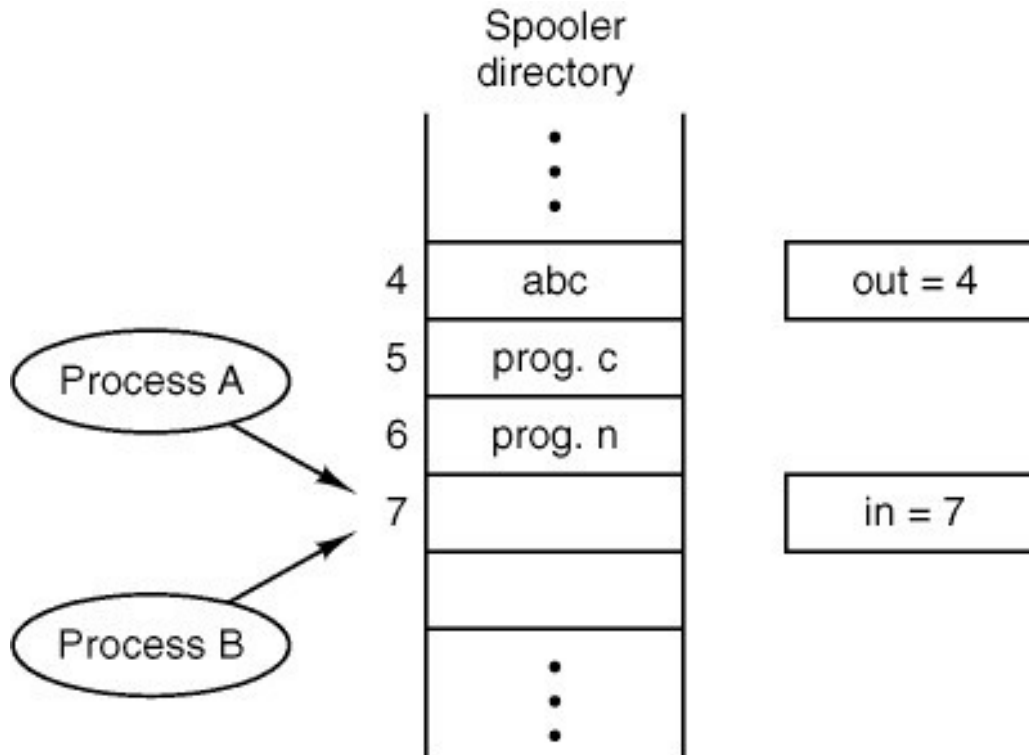 Spooler
directory
4
abc
out = 4
Process A
5
prog. c
6
prog. n
7
in = 7
Process B